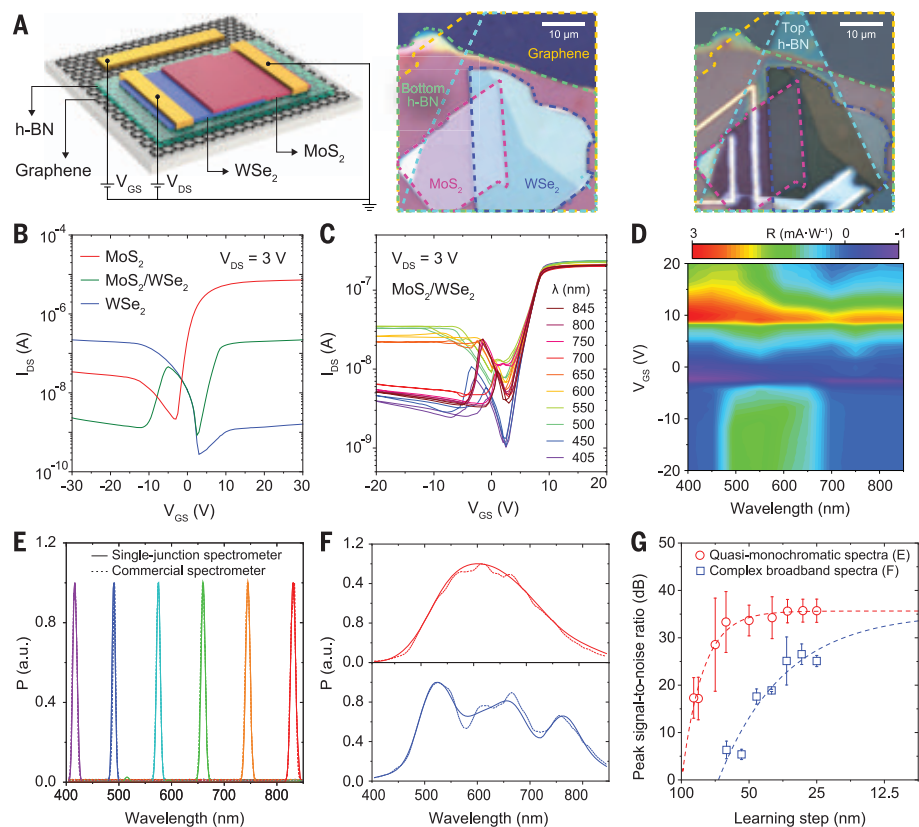 A
h-BN
Graphene
V_GS
V_DS
WSe₂
MoS₂
10 μm
Graphene
Bottom
h-BN
MoS₂
WSe₂
10 μm
Top
h-BN
B
I_DS (A)
10⁻⁴
10⁻⁶
10⁻⁸
10⁻¹⁰
MoS₂
MoS₂/WSe₂
WSe₂
V_DS = 3 V
-30 -15 0 15 30
V_GS (V)
C
I_DS (A)
10⁻⁷
10⁻⁸
10⁻⁹
V_DS = 3 V
MoS₂/WSe₂
λ (nm)
845
800
750
700
650
600
550
500
450
405
-20 -10 0 10 20
V_GS (V)
D
3 R (mA·W⁻¹) 0 -1
V_GS (V)
20
10
0
-10
-20
400 500 600 700 800
Wavelength (nm)
E
P (a.u.)
1.2
0.8
0.4
0.0
Single-junction spectrometer
Commercial spectrometer
400 500 600 700 800
Wavelength (nm)
F
P (a.u.)
1.2
0.4
0.0
1.2
0.8
0.4
0.0
400 500 600 700 800
Wavelength (nm)
G
Peak signal-to-noise ratio (dB)
50
40
30
20
10
0
Quasi-monochromatic spectra (E)
Complex broadband spectra (F)
100 50 25 12.5
Learning step (nm)